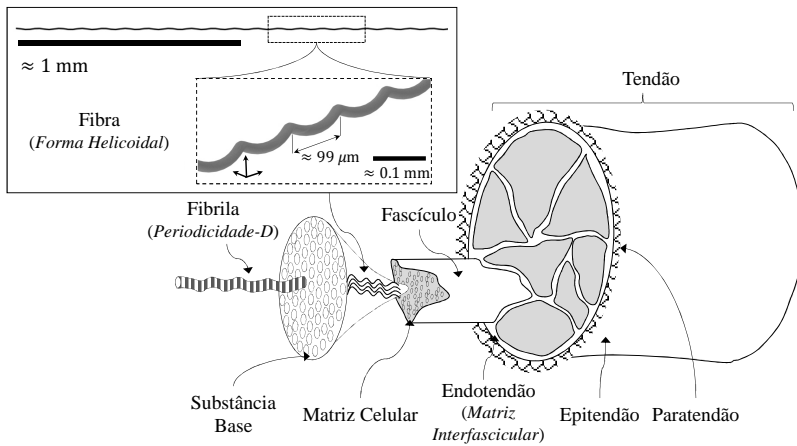 ≈ 1 mm
Fibra
(Forma Helicoidal)
≈ 99 μm
≈ 0.1 mm
Tendão
Fibrila
(Periodicidade-D)
Fascículo
Substância
Base
Matriz Celular
Endotendão
(Matriz
Interfascicular)
Epitendão
Paratendão